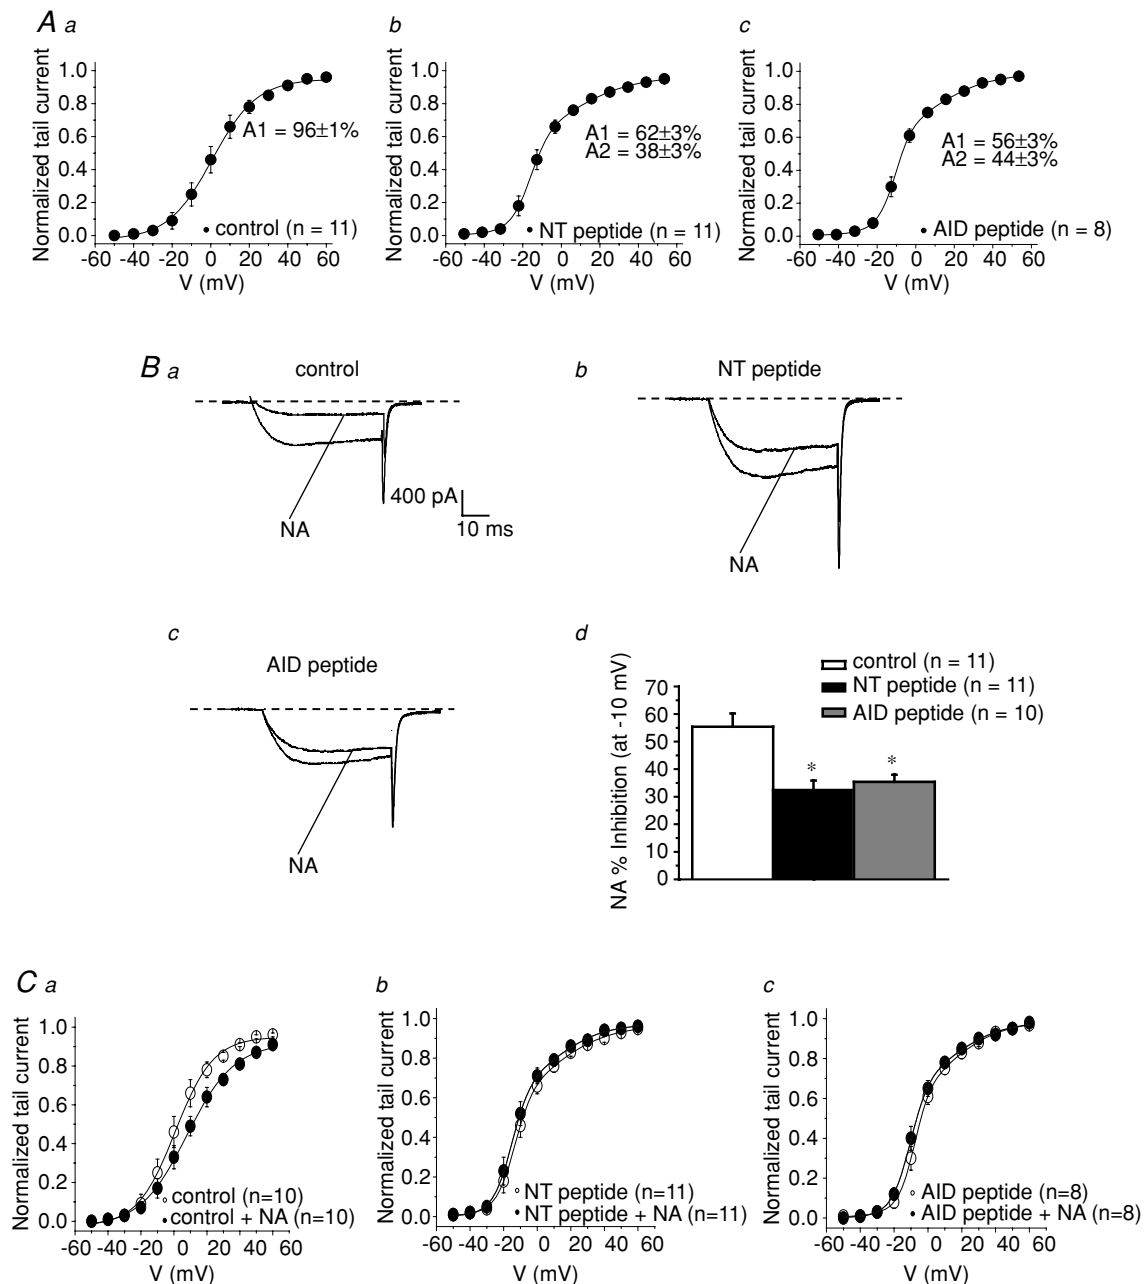 A a
b
c
Normalized tail current
1.0
0.8
0.6
0.4
0.2
0.0
A1 = 96±1%
• control (n = 11)
-60 -40 -20 0 20 40 60
V (mV)
Normalized tail current
1.0
0.8
0.6
0.4
0.2
0.0
A1 = 62±3%
A2 = 38±3%
• NT peptide (n = 11)
-60 -40 -20 0 20 40 60
V (mV)
Normalized tail current
1.0
0.8
0.6
0.4
0.2
0.0
A1 = 56±3%
A2 = 44±3%
• AID peptide (n = 8)
-60 -40 -20 0 20 40 60
V (mV)
B a
control
NA
400 pA
10 ms
b
NT peptide
NA
c
AID peptide
NA
d
control (n = 11)
NT peptide (n = 11)
AID peptide (n = 10)
NA % Inhibition (at -10 mV)
70
60
50
40
30
20
10
0
* *
C a
b
c
Normalized tail current
1.0
0.8
0.6
0.4
0.2
0.0
control (n=10)
control + NA (n=10)
-60 -40 -20 0 20 40 60
V (mV)
Normalized tail current
1.0
0.8
0.6
0.4
0.2
0.0
NT peptide (n=11)
NT peptide + NA (n=11)
-60 -40 -20 0 20 40 60
V (mV)
Normalized tail current
1.0
0.8
0.6
0.4
0.2
0.0
AID peptide (n=8)
AID peptide + NA (n=8)
-60 -40 -20 0 20 40 60
V (mV)